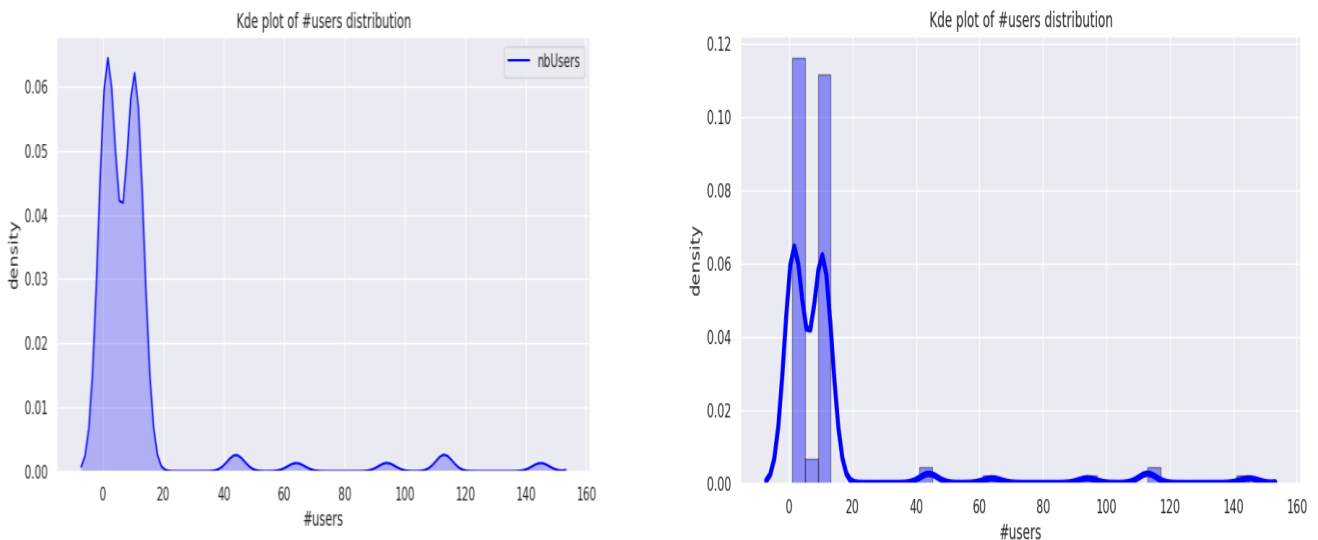 Kde plot of #users distribution
nbUsers
0.06
0.05
0.04
0.03
0.02
0.01
0.00
density
0 20 40 60 80 100 120 140 160
#users
Kde plot of #users distribution
0.12
0.10
0.08
0.06
0.04
0.02
0.00
density
0 20 40 60 80 100 120 140 160
#users